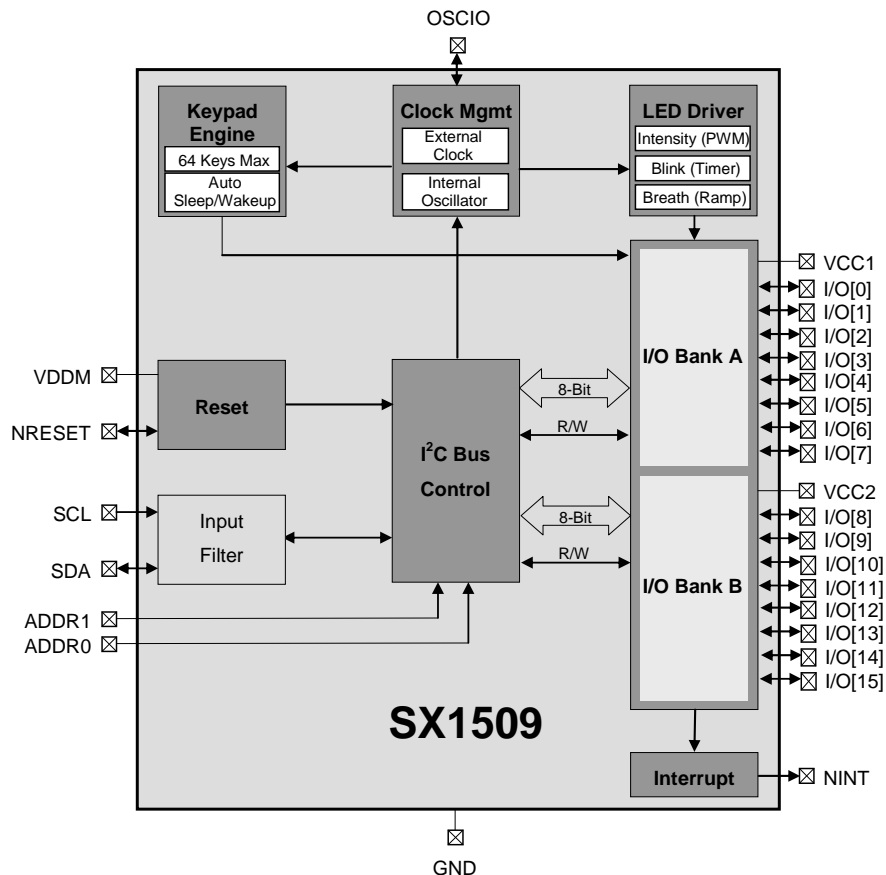 OSCIO
Keypad
Engine
64 Keys Max
Auto
Sleep/Wakeup
Clock Mgmt
External
Clock
Internal
Oscillator
LED Driver
Intensity (PWM)
Blink (Timer)
Breath (Ramp)
VDDM
NRESET
SCL
SDA
ADDR1
ADDR0
Reset
Input
Filter
I²C Bus
Control
8-Bit
R/W
8-Bit
R/W
I/O Bank A
I/O Bank B
VCC1
I/O[0]
I/O[1]
I/O[2]
I/O[3]
I/O[4]
I/O[5]
I/O[6]
I/O[7]
VCC2
I/O[8]
I/O[9]
I/O[10]
I/O[11]
I/O[12]
I/O[13]
I/O[14]
I/O[15]
SX1509
Interrupt
NINT
GND